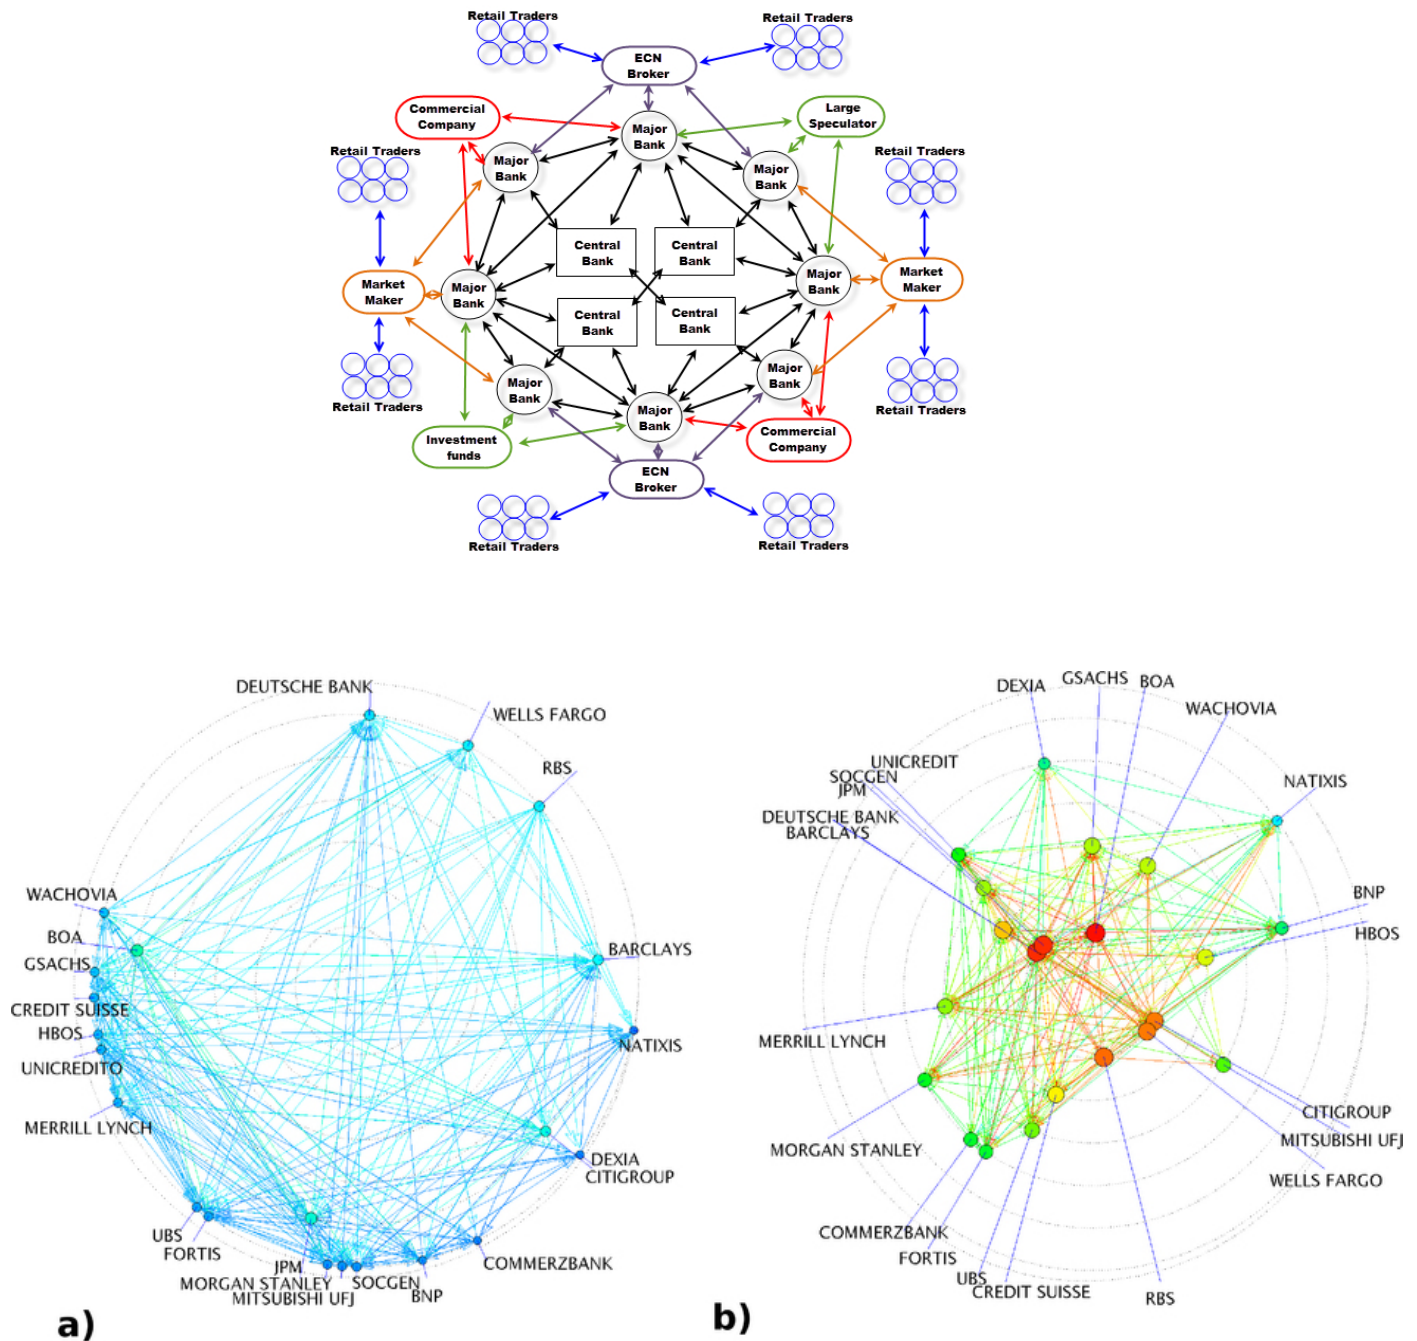 Retail Traders
Retail Traders
ECN
Broker
Commercial
Company
Large
Speculator
Major
Bank
Retail Traders
Major
Bank
Major
Bank
Retail Traders
Central
Bank
Central
Bank
Market
Maker
Major
Bank
Major
Bank
Market
Maker
Central
Bank
Central
Bank
Retail Traders
Major
Bank
Major
Bank
Retail Traders
Major
Bank
Investment
funds
Commercial
Company
ECN
Broker
Retail Traders
Retail Traders
DEUTSCHE BANK
WELLS FARGO
RBS
WACHOVIA
BOA
GSACHS
CREDIT SUISSE
HBOS
UNICREDITO
MERRILL LYNCH
BARCLAYS
NATIXIS
DEXIA
CITIGROUP
UBS
FORTIS
JPM
MORGAN STANLEY
MITSUBISHI UFJ
SOCGEN
BNP
COMMERZBANK
a)
DEXIA
GSACHS
BOA
WACHOVIA
UNICREDIT
SOCGEN
JPM
NATIXIS
DEUTSCHE BANK
BARCLAYS
BNP
HBOS
MERRILL LYNCH
MORGAN STANLEY
CITIGROUP
MITSUBISHI UFJ
WELLS FARGO
COMMERZBANK
FORTIS
UBS
CREDIT SUISSE
RBS
b)